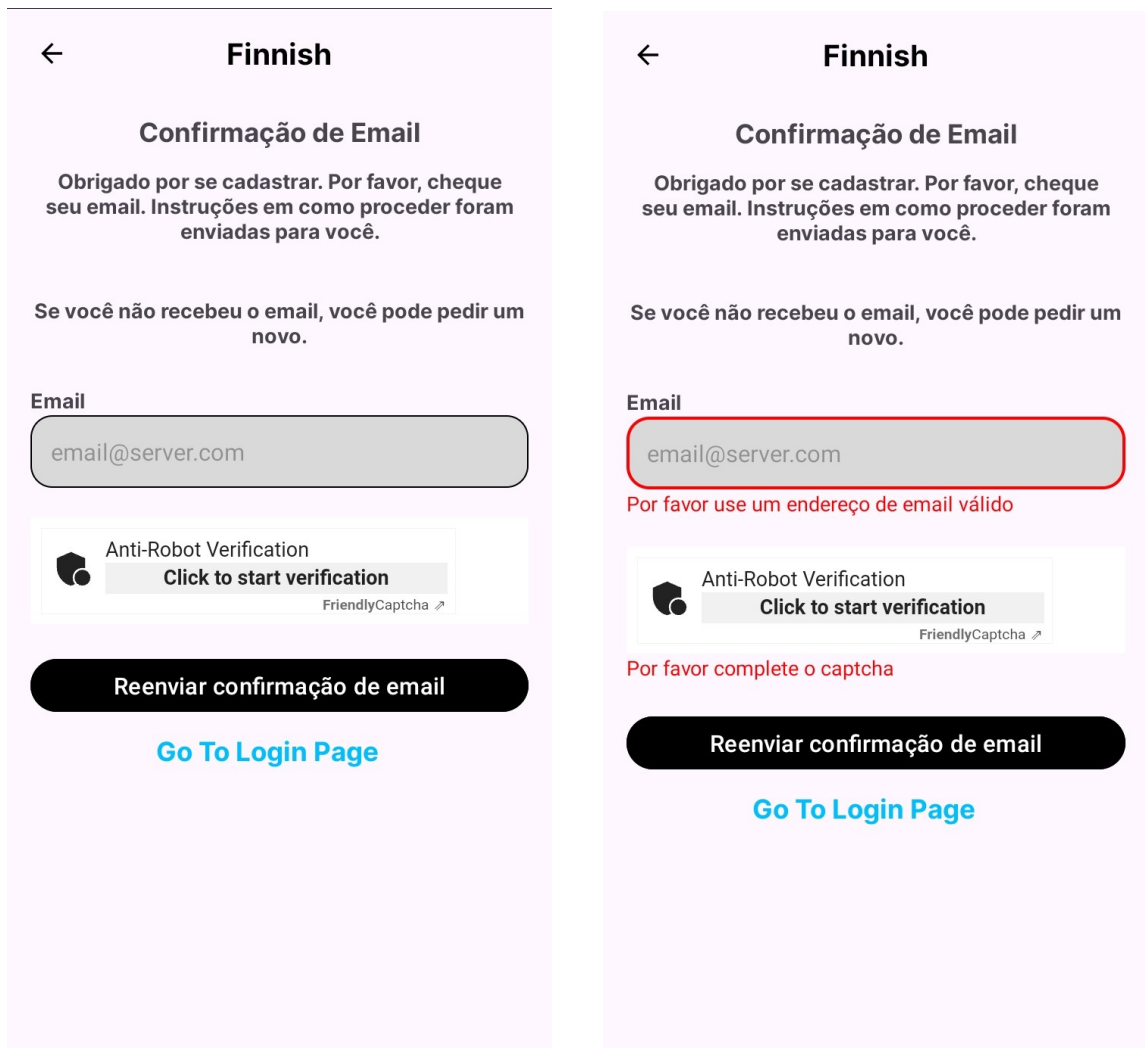 Finnish
Confirmação de Email
Obrigado por se cadastrar. Por favor, cheque
seu email. Instruções em como proceder foram
enviadas para você.
Se você não recebeu o email, você pode pedir um
novo.
Email
email@server.com
Anti-Robot Verification
Click to start verification
FriendlyCaptcha ⇗
Reenviar confirmação de email
Go To Login Page
Finnish
Confirmação de Email
Obrigado por se cadastrar. Por favor, cheque
seu email. Instruções em como proceder foram
enviadas para você.
Se você não recebeu o email, você pode pedir um
novo.
Email
email@server.com
Por favor use um endereço de email válido
Anti-Robot Verification
Click to start verification
FriendlyCaptcha ⇗
Por favor complete o captcha
Reenviar confirmação de email
Go To Login Page